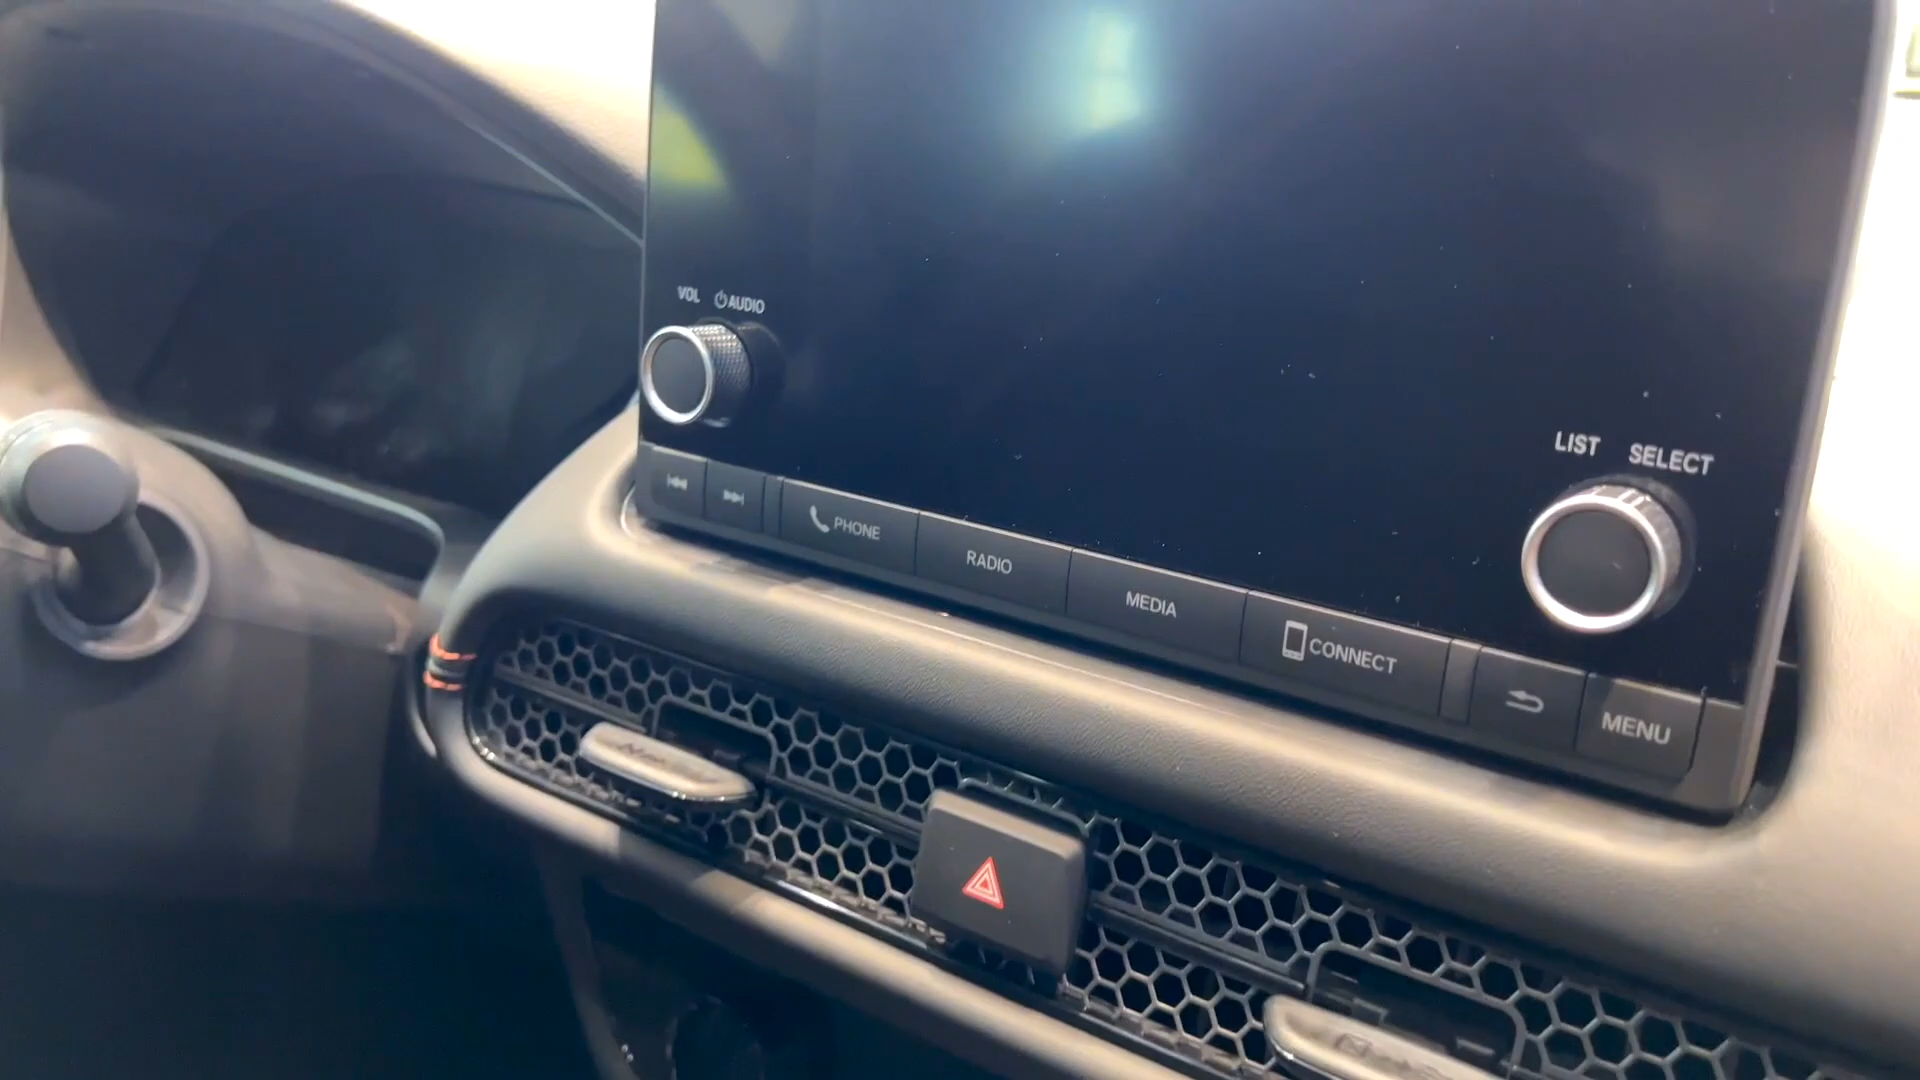 VOL AUDIO
LIST SELECT
PHONE
RADIO
MEDIA
CONNECT
MENU